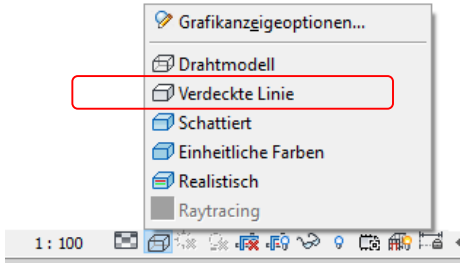 Grafikanzeigeoptionen...
Drahtmodell
Verdeckte Linie
Schattiert
Einheitliche Farben
Realistisch
Raytracing
1 : 100